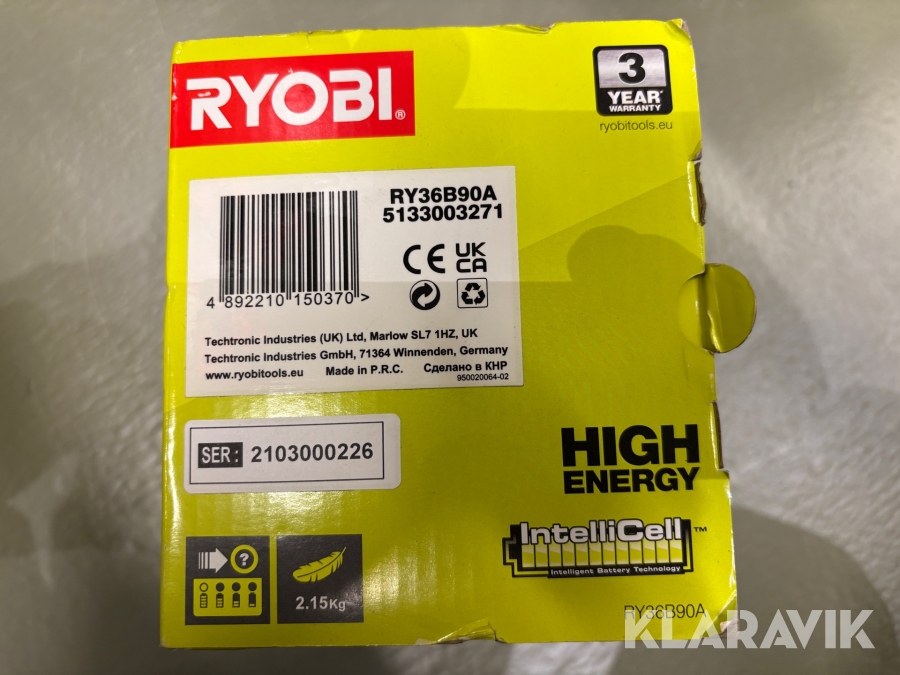 RYOBI®
3
YEAR*
WARRANTY
ryobitools.eu
RY36B90A
5133003271
CE UK
CA
4 892210 150370 >
Techtronic Industries (UK) Ltd, Marlow SL7 1HZ, UK
Techtronic Industries GmbH, 71364 Winnenden, Germany
www.ryobitools.eu Made in P.R.C. Сделано в КНР
950020064-02
SER: 2103000226
HIGH
ENERGY
IntelliCell™
Intelligent Battery Technology
?
2.15Kg
RY36B90A
KLARAVIK